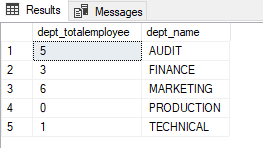 Results Messages
dept_totalemployee dept_name
1 5 AUDIT
2 3 FINANCE
3 6 MARKETING
4 0 PRODUCTION
5 1 TECHNICAL